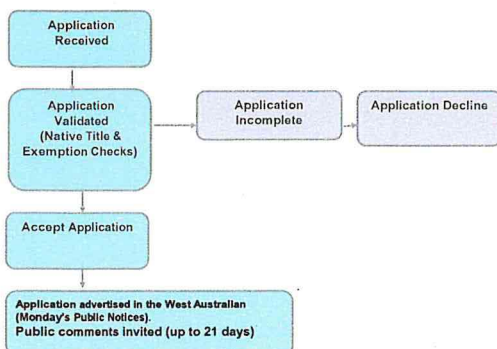 Application
Received
Application
Validated
(Native Title &
Exemption Checks)
Application
Incomplete
Application Decline
Accept Application
Application advertised in the West Australian
(Monday's Public Notices).
Public comments invited (up to 21 days)